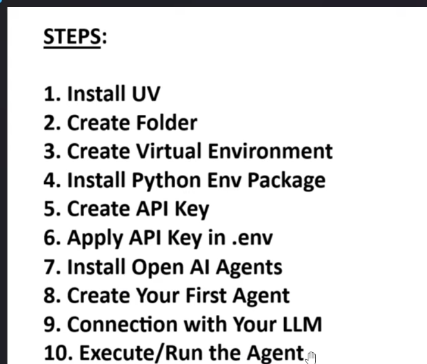 STEPS:
1. Install UV
2. Create Folder
3. Create Virtual Environment
4. Install Python Env Package
5. Create API Key
6. Apply API Key in .env
7. Install Open AI Agents
8. Create Your First Agent
9. Connection with Your LLM
10. Execute/Run the Agent.